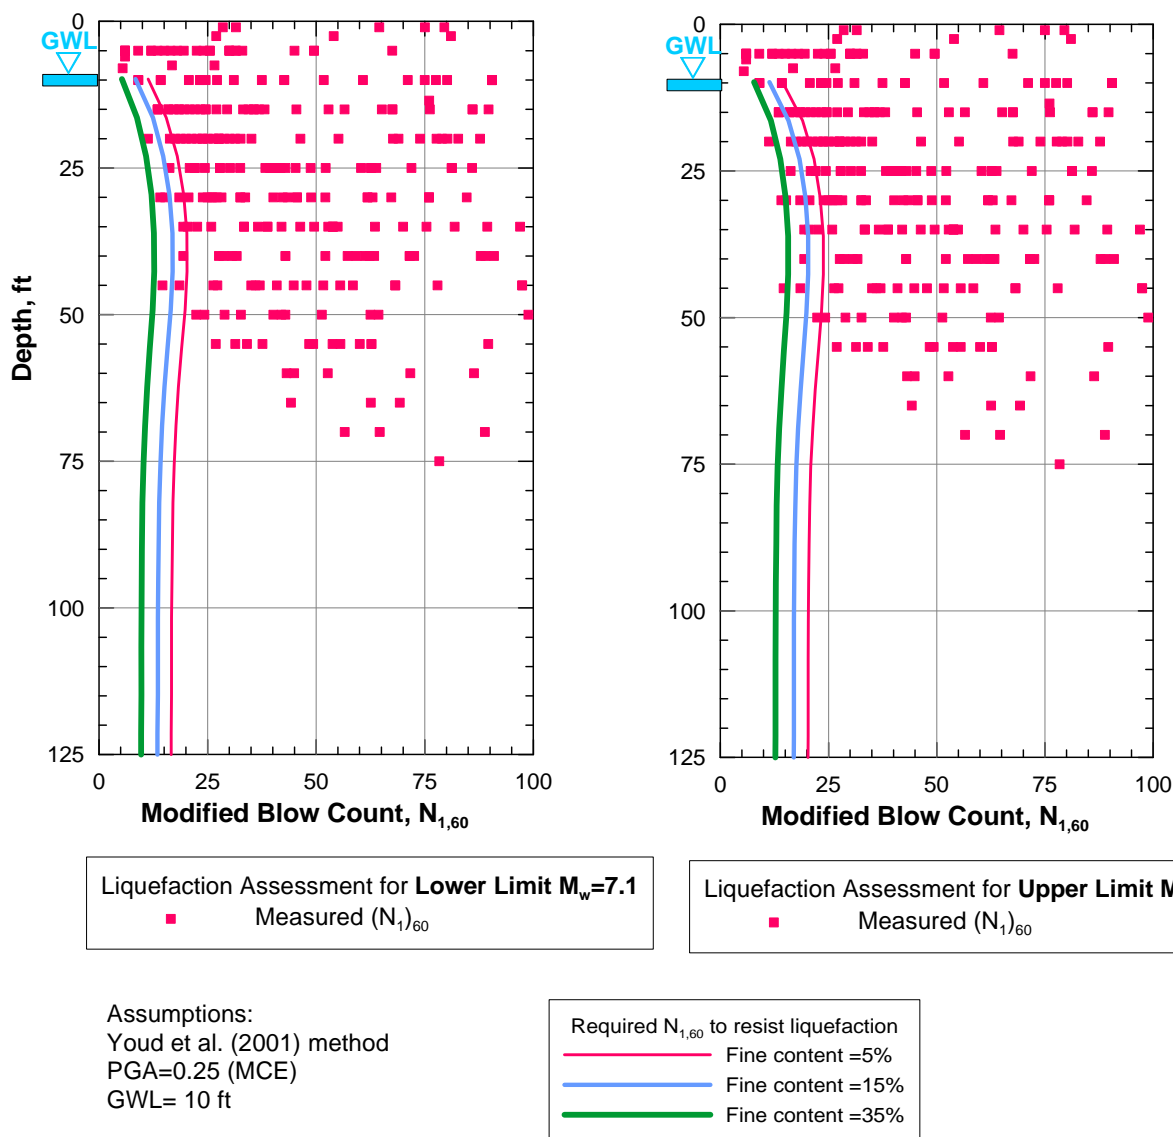 0
GWL
25
50
75
100
125
Depth, ft
0 25 50 75 100
Modified Blow Count, N1,60
0
GWL
25
50
75
100
125
0 25 50 75 100
Modified Blow Count, N1,60
Liquefaction Assessment for Lower Limit Mw=7.1
Measured (N1)60
Liquefaction Assessment for Upper Limit M
Measured (N1)60
Assumptions:
Youd et al. (2001) method
PGA=0.25 (MCE)
GWL= 10 ft
Required N1,60 to resist liquefaction
Fine content =5%
Fine content =15%
Fine content =35%